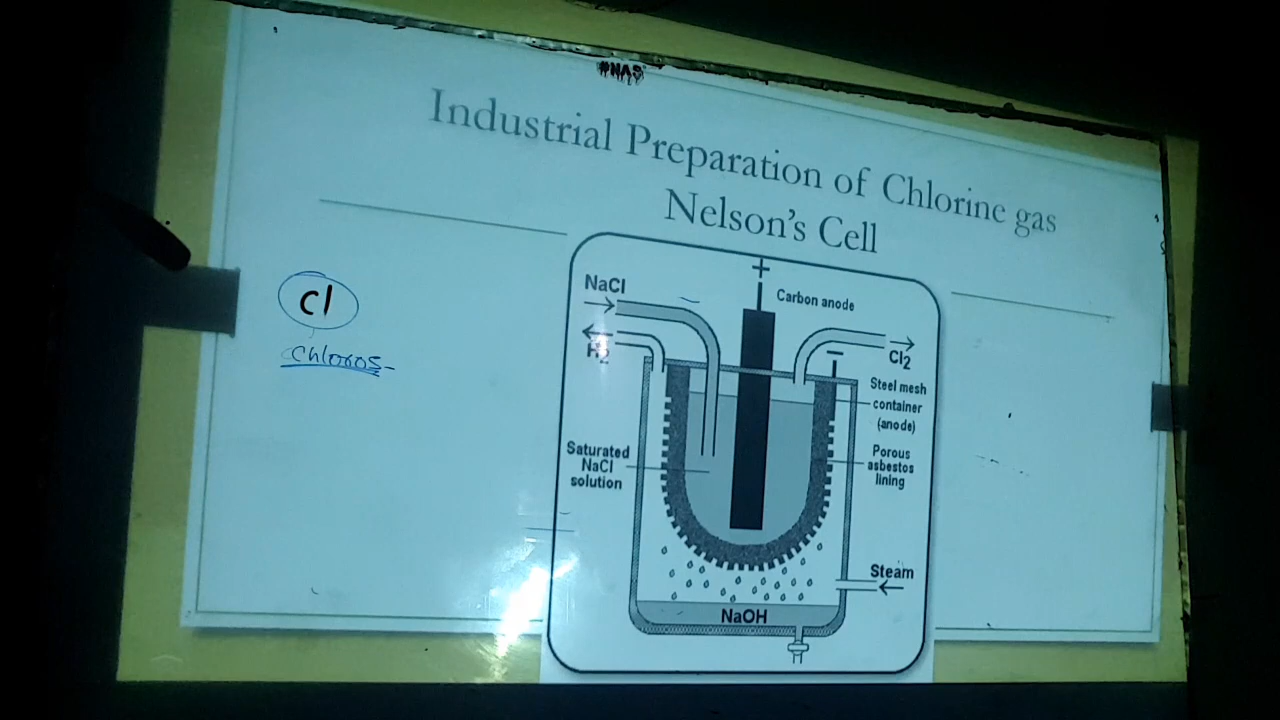 #NAS
Industrial Preparation of Chlorine gas
Nelson's Cell
Cl
Chloros
+
NaCl
Carbon anode
H2
Cl2
−
Steel mesh
container
(anode)
Saturated
NaCl
solution
Porous
asbestos
lining
Steam
NaOH